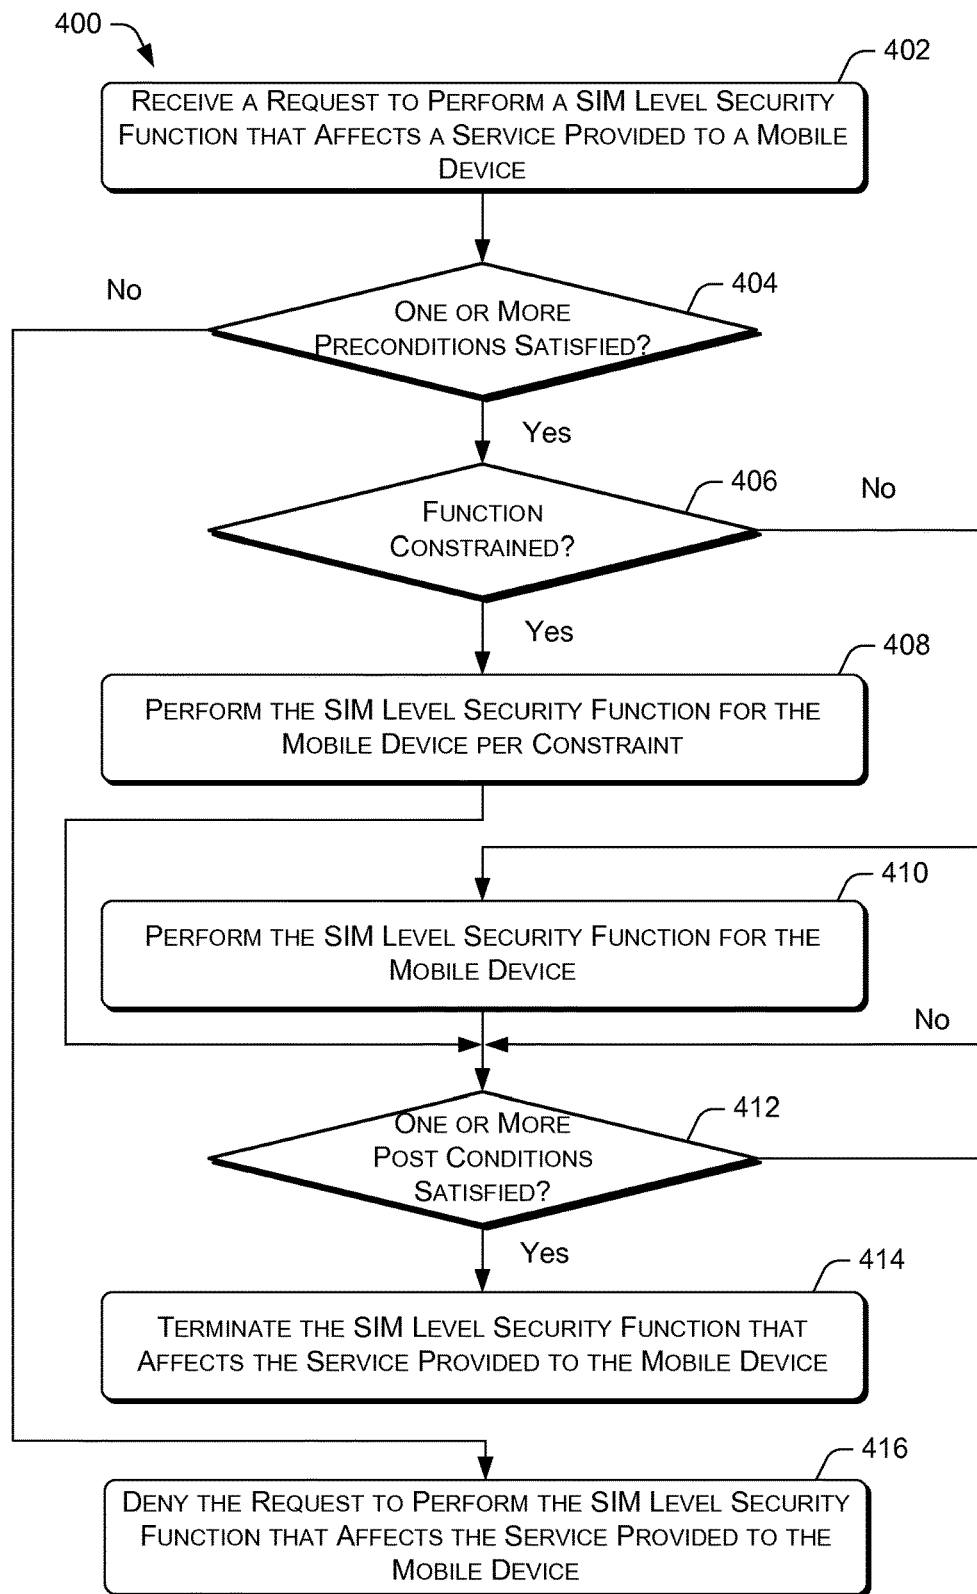 400
402
RECEIVE A REQUEST TO PERFORM A SIM LEVEL SECURITY
FUNCTION THAT AFFECTS A SERVICE PROVIDED TO A MOBILE
DEVICE
No
404
ONE OR MORE
PRECONDITIONS SATISFIED?
Yes
406
No
FUNCTION
CONSTRAINED?
Yes
408
PERFORM THE SIM LEVEL SECURITY FUNCTION FOR THE
MOBILE DEVICE PER CONSTRAINT
410
PERFORM THE SIM LEVEL SECURITY FUNCTION FOR THE
MOBILE DEVICE
No
412
ONE OR MORE
POST CONDITIONS
SATISFIED?
Yes
414
TERMINATE THE SIM LEVEL SECURITY FUNCTION THAT
AFFECTS THE SERVICE PROVIDED TO THE MOBILE DEVICE
416
DENY THE REQUEST TO PERFORM THE SIM LEVEL SECURITY
FUNCTION THAT AFFECTS THE SERVICE PROVIDED TO THE
MOBILE DEVICE